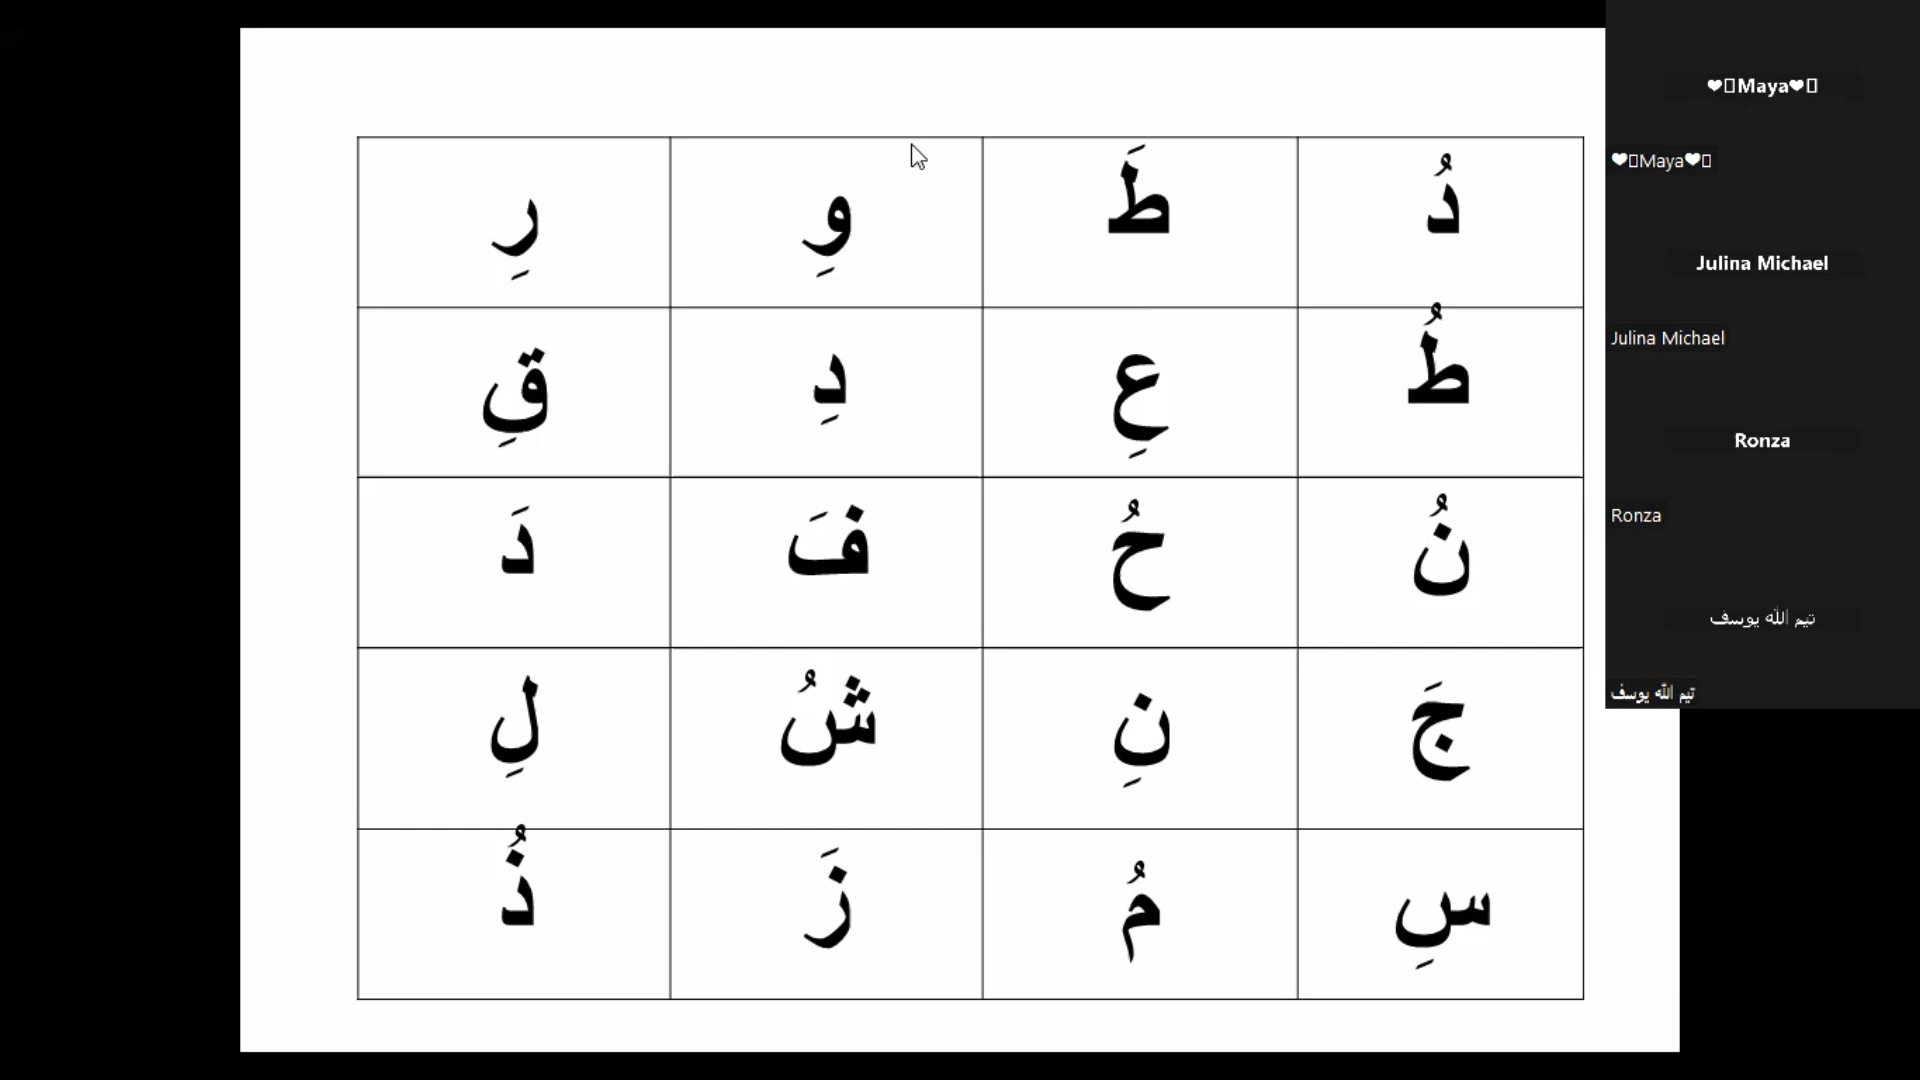 دُ طَ وِ رِ
طُ عِ دِ قِ
نُ حُ فَ دَ
جَ نِ شُ لِ
سِ مُ زَ ذُ
❤▯Maya❤▯
❤▯Maya❤▯
Julina Michael
Julina Michael
Ronza
Ronza
تيم الله يوسف
تيم الله يوسف